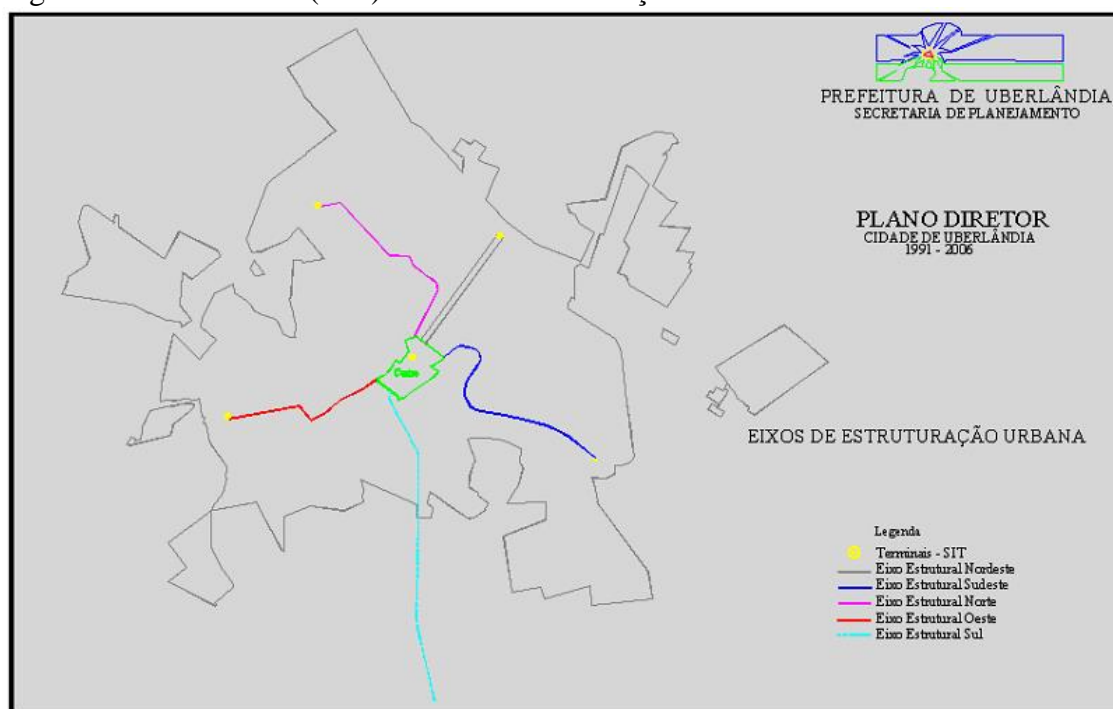 PREFEITURA DE UBERLÂNDIA
SECRETARIA DE PLANEJAMENTO
PLANO DIRETOR
CIDADE DE UBERLÂNDIA
1991 - 2006
EIXOS DE ESTRUTURAÇÃO URBANA
Legenda
Terminais - SIT
Eixo Estrutural Nordeste
Eixo Estrutural Sudeste
Eixo Estrutural Norte
Eixo Estrutural Oeste
Eixo Estrutural Sul